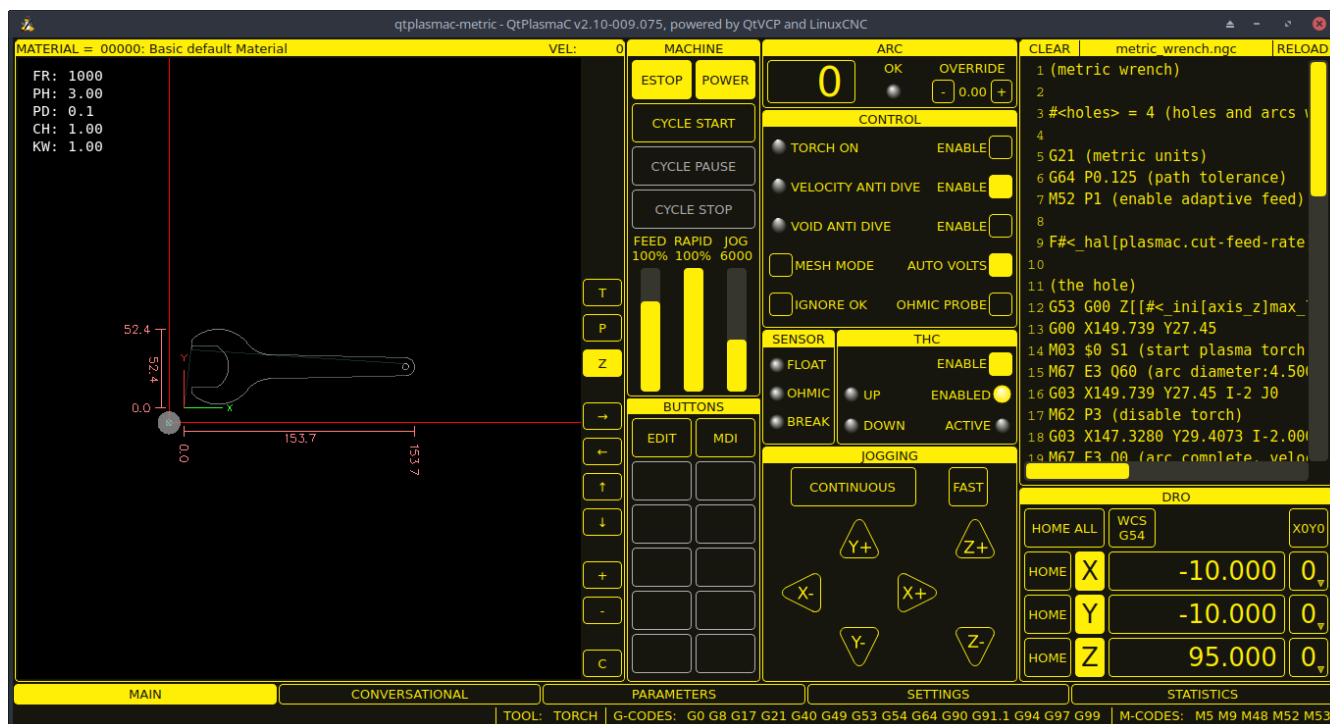 qtplasmac-metric - QtPlasmaC v2.10-009.075, powered by QtVCP and LinuxCNC
MATERIAL = 00000: Basic default Material VEL: 0
FR: 1000
PH: 3.00
PD: 0.1
CH: 1.00
KW: 1.00
52.4
52.4
0.0
Y
X
153.7
0.0
153.7
T
P
Z
→
←
↑
↓
+
-
C
MACHINE
ESTOP POWER
CYCLE START
CYCLE PAUSE
CYCLE STOP
FEED RAPID JOG
100% 100% 6000
BUTTONS
EDIT MDI
ARC
0 OK OVERRIDE
- 0.00 +
CONTROL
TORCH ON ENABLE
VELOCITY ANTI DIVE ENABLE
VOID ANTI DIVE ENABLE
MESH MODE AUTO VOLTS
IGNORE OK OHMIC PROBE
SENSOR
FLOAT
OHMIC
BREAK
THC
ENABLE
UP ENABLED
DOWN ACTIVE
JOGGING
CONTINUOUS FAST
Y+ Z+
X- X+
Y- Z-
CLEAR metric_wrench.ngc RELOAD
1 (metric wrench)
2
3 #<holes> = 4 (holes and arcs
4
5 G21 (metric units)
6 G64 P0.125 (path tolerance)
7 M52 P1 (enable adaptive feed)
8
9 F#<_hal[plasmac.cut-feed-rate
10
11 (the hole)
12 G53 G00 Z[[#<_ini[axis_z]max_
13 G00 X149.739 Y27.45
14 M03 $0 S1 (start plasma torch
15 M67 E3 Q60 (arc diameter:4.500
16 G03 X149.739 Y27.45 I-2 J0
17 M62 P3 (disable torch)
18 G03 X147.3280 Y29.4073 I-2.000
19 M67 E3 Q0 (arc complete, velo
DRO
HOME ALL WCS G54 X0Y0
HOME X -10.000 0
HOME Y -10.000 0
HOME Z 95.000 0
MAIN CONVERSATIONAL PARAMETERS SETTINGS STATISTICS
TOOL: TORCH G-CODES: G0 G8 G17 G21 G40 G49 G53 G54 G64 G90 G91.1 G94 G97 G99 M-CODES: M5 M9 M48 M52 M53